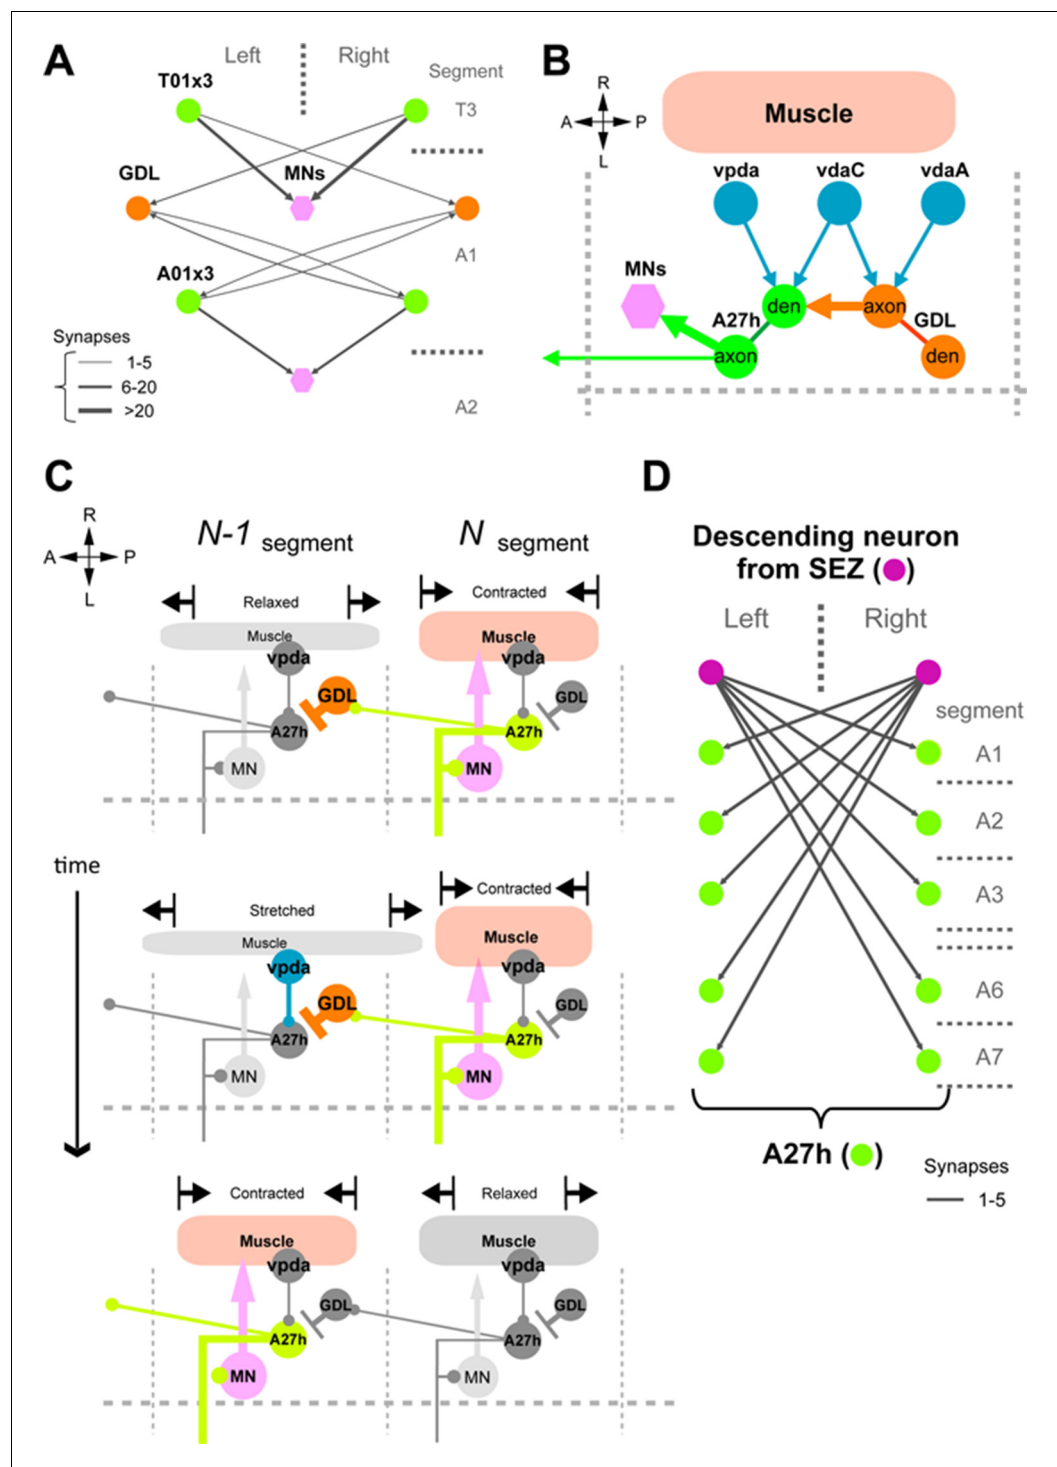 A
Left
Right
Segment
T01x3
T3
GDL
MNs
A1
A01x3
Synapses
1-5
6-20
>20
A2
B
R
A
P
L
Muscle
vpda
vdaC
vdaA
MNs
den
axon
A27h
GDL
axon
den
C
R
A
P
L
N-1 segment
N segment
Relaxed
Contracted
Muscle
Muscle
vpda
vpda
GDL
GDL
A27h
A27h
MN
MN
time
Stretched
Contracted
Muscle
Muscle
vpda
vpda
GDL
GDL
A27h
A27h
MN
MN
Contracted
Relaxed
Muscle
Muscle
vpda
vpda
GDL
GDL
A27h
A27h
MN
MN
D
Descending neuron
from SEZ ( )
Left
Right
segment
A1
A2
A3
A6
A7
A27h ( )
Synapses
1-5